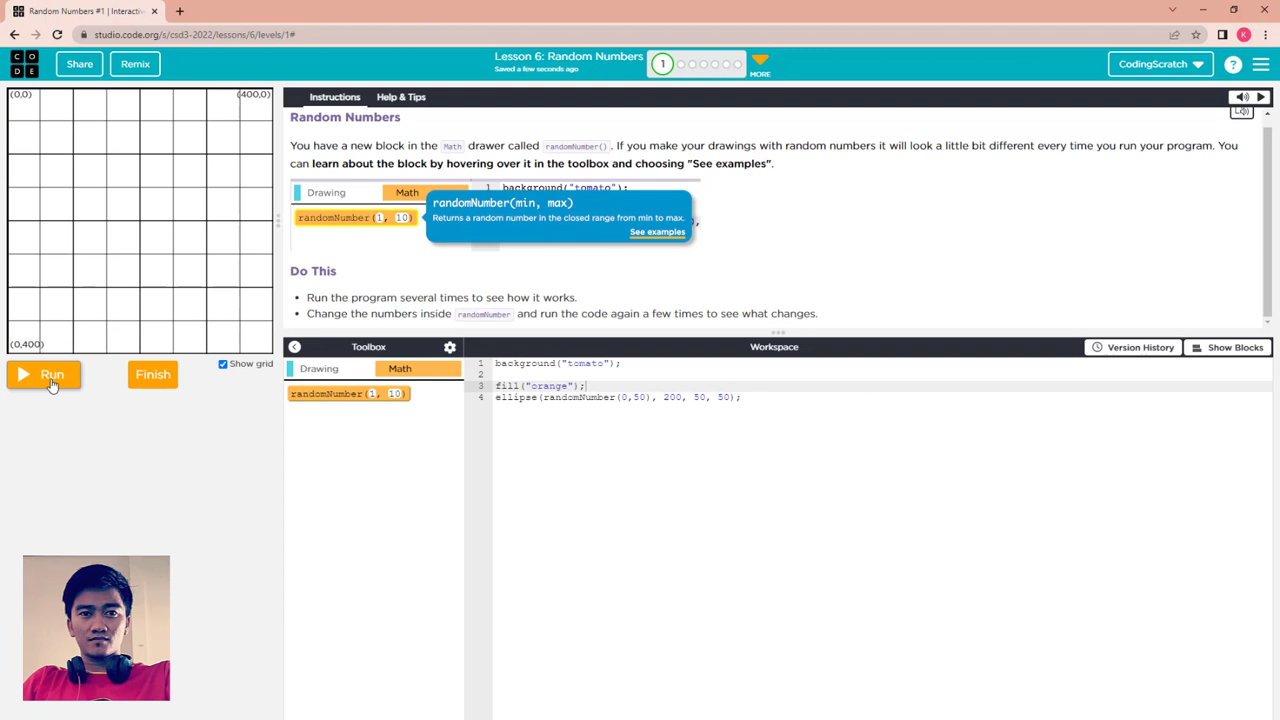 Random Numbers #1 | Interactiv
studio.code.org/s/csd3-2022/lessons/6/levels/1#
K
CO
DE
Share
Remix
Lesson 6: Random Numbers
Saved a few seconds ago
1
MORE
CodingScratch
?
(0,0)
(400,0)
(0,400)
Instructions
Help & Tips
Random Numbers
You have a new block in the Math drawer called randomNumber(). If you make your drawings with random numbers it will look a little bit different every time you run your program. You
can learn about the block by hovering over it in the toolbox and choosing "See examples".
Drawing
Math
1 background("tomato");
randomNumber(1, 10)
randomNumber(min, max)
Returns a random number in the closed range from min to max.
See examples
),
Do This
• Run the program several times to see how it works.
• Change the numbers inside randomNumber and run the code again a few times to see what changes.
Run
Finish
Show grid
Toolbox
Workspace
Version History
Show Blocks
Drawing
Math
randomNumber(1, 10)
1 background("tomato");
2
3 fill("orange");
4 ellipse(randomNumber(0,50), 200, 50, 50);